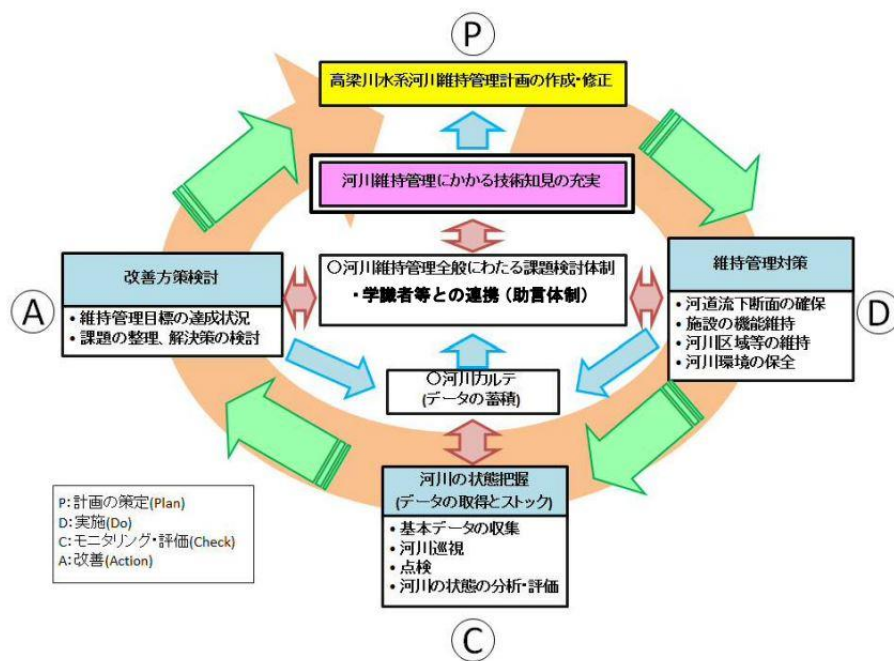 P
高梁川水系河川維持管理計画の作成・修正
河川維持管理にかかる技術知見の充実
○河川維持管理全般にわたる課題検討体制
・学識者等との連携（助言体制）
改善方策検討
• 維持管理目標の達成状況
• 課題の整理、解決策の検討
A
維持管理対策
• 河道流下断面の確保
• 施設の機能維持
• 河川区域等の維持
• 河川環境の保全
D
○河川カルテ
(データの蓄積)
河川の状態把握
(データの取得とストック)
• 基本データの収集
• 河川巡視
• 点検
• 河川の状態の分析・評価
C
P:計画の策定(Plan)
D:実施(Do)
C:モニタリング・評価(Check)
A:改善(Action)